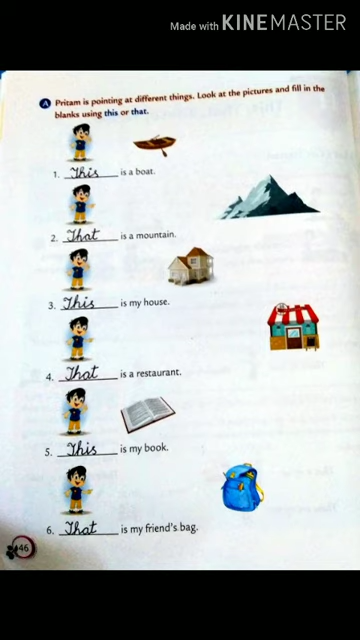 Made with KINEMASTER
A Pritam is pointing at different things. Look at the pictures and fill in the
blanks using this or that.
1. This is a boat.
2. That is a mountain.
3. This is my house.
4. That is a restaurant.
5. This is my book.
6. That is my friend's bag.
46